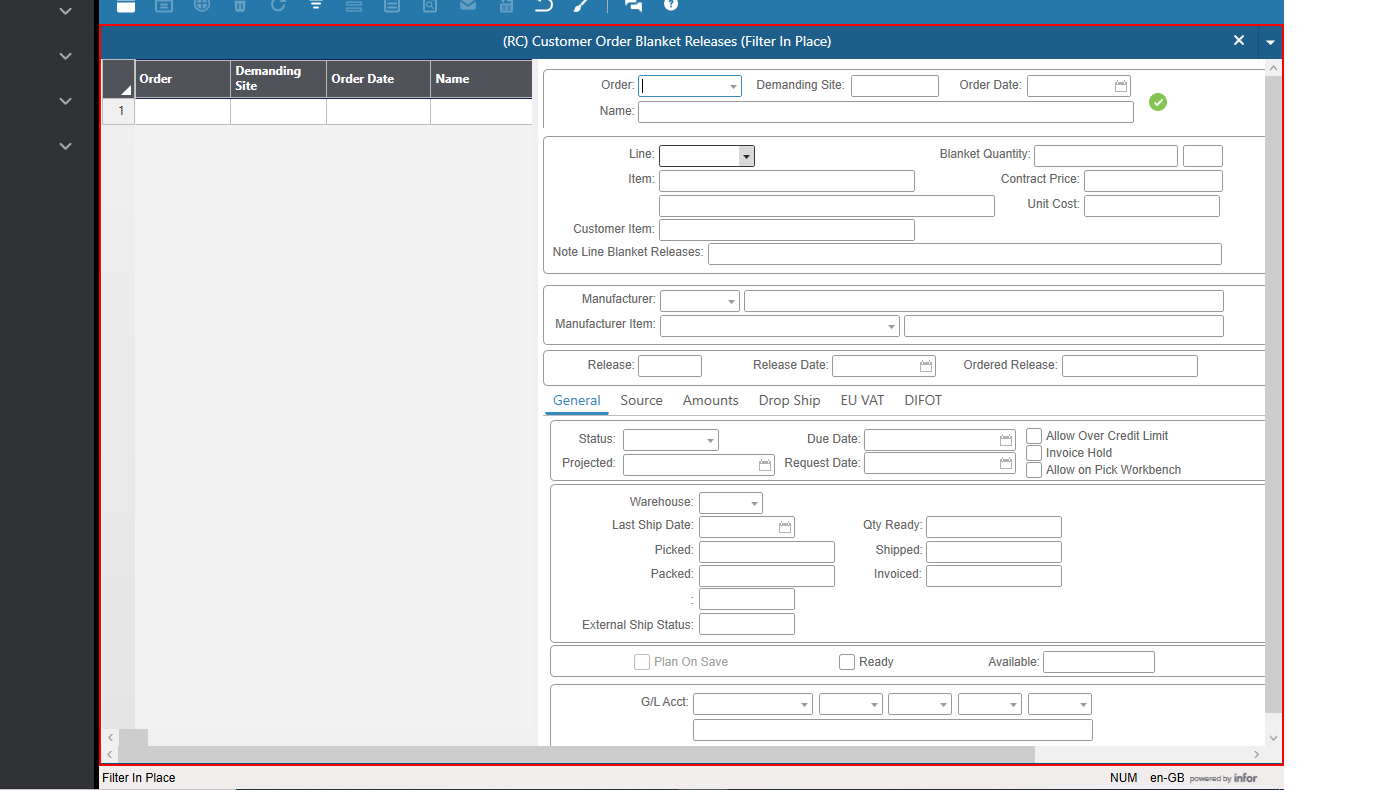 (RC) Customer Order Blanket Releases (Filter In Place)
Order Demanding Site Order Date Name
1
Order: Demanding Site: Order Date:
Name:
Line: Blanket Quantity:
Item: Contract Price:
Unit Cost:
Customer Item:
Note Line Blanket Releases:
Manufacturer:
Manufacturer Item:
Release: Release Date: Ordered Release:
General Source Amounts Drop Ship EU VAT DIFOT
Status: Due Date: Allow Over Credit Limit
Invoice Hold
Projected: Request Date: Allow on Pick Workbench
Warehouse:
Last Ship Date: Qty Ready:
Picked: Shipped:
Packed: Invoiced:
:
External Ship Status:
Plan On Save Ready Available:
G/L Acct:
Filter In Place NUM en-GB powered by infor